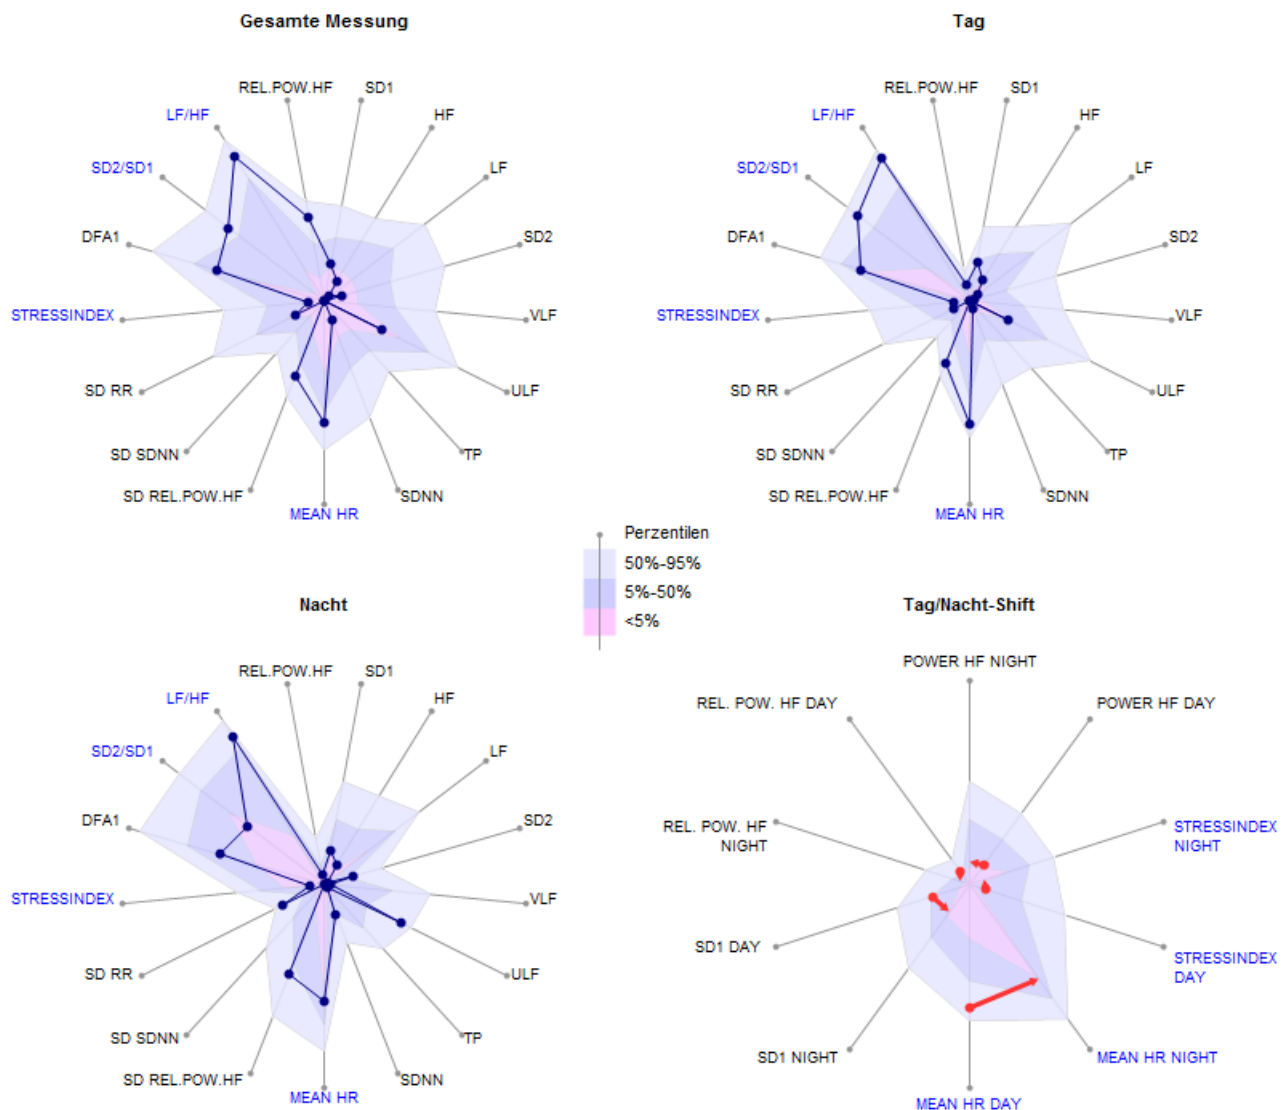 Gesamte Messung
REL.POW.HF
SD1
LF/HF
HF
SD2/SD1
LF
DFA1
SD2
STRESSINDEX
VLF
SD RR
ULF
SD SDNN
TP
SD REL.POW.HF
SDNN
MEAN HR
Tag
REL.POW.HF
SD1
LF/HF
HF
SD2/SD1
LF
DFA1
SD2
STRESSINDEX
VLF
SD RR
ULF
SD SDNN
TP
SD REL.POW.HF
SDNN
MEAN HR
Perzentilen
50%-95%
5%-50%
<5%
Nacht
REL.POW.HF
SD1
LF/HF
HF
SD2/SD1
LF
DFA1
SD2
STRESSINDEX
VLF
SD RR
ULF
SD SDNN
TP
SD REL.POW.HF
SDNN
MEAN HR
Tag/Nacht-Shift
POWER HF NIGHT
REL. POW. HF DAY
POWER HF DAY
REL. POW. HF
NIGHT
STRESSINDEX
NIGHT
SD1 DAY
STRESSINDEX
DAY
SD1 NIGHT
MEAN HR NIGHT
MEAN HR DAY